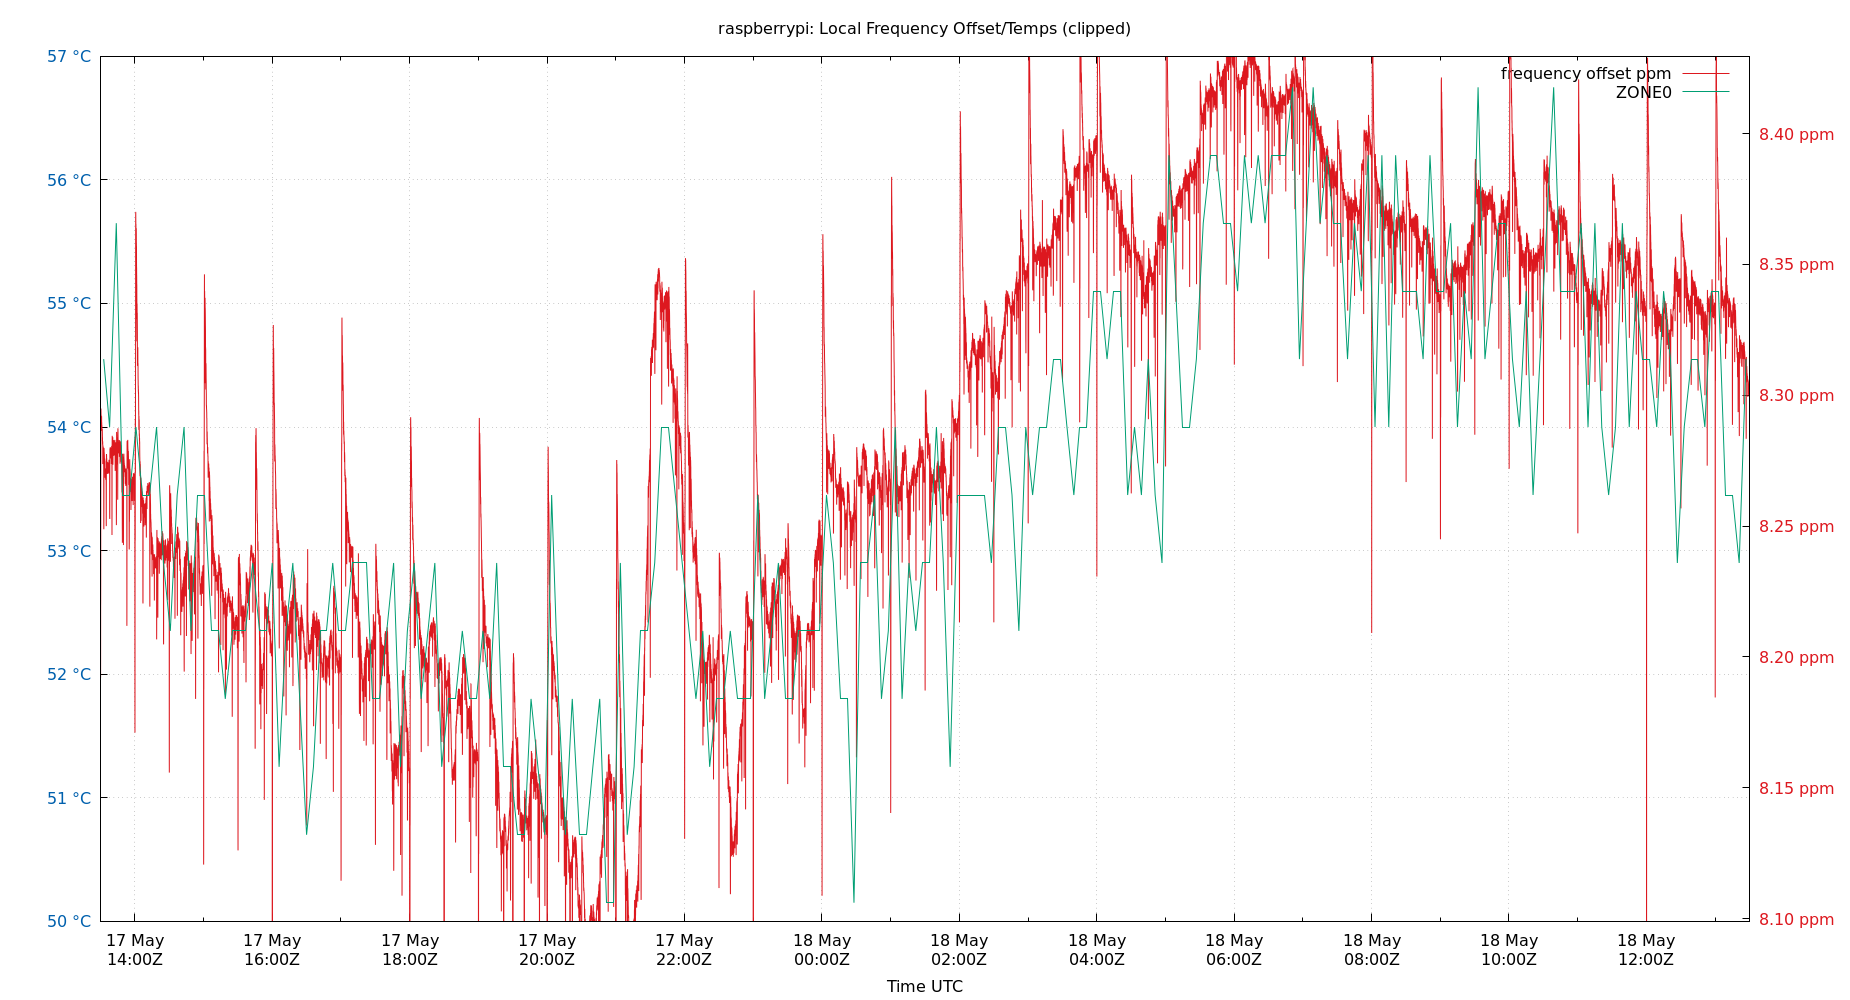 raspberrypi: Local Frequency Offset/Temps (clipped)
57 °C
56 °C
55 °C
54 °C
53 °C
52 °C
51 °C
50 °C
frequency offset ppm
ZONE0
8.40 ppm
8.35 ppm
8.30 ppm
8.25 ppm
8.20 ppm
8.15 ppm
8.10 ppm
17 May 17 May 17 May 17 May 17 May 18 May 18 May 18 May 18 May 18 May 18 May 18 May
14:00Z 16:00Z 18:00Z 20:00Z 22:00Z 00:00Z 02:00Z 04:00Z 06:00Z 08:00Z 10:00Z 12:00Z
Time UTC